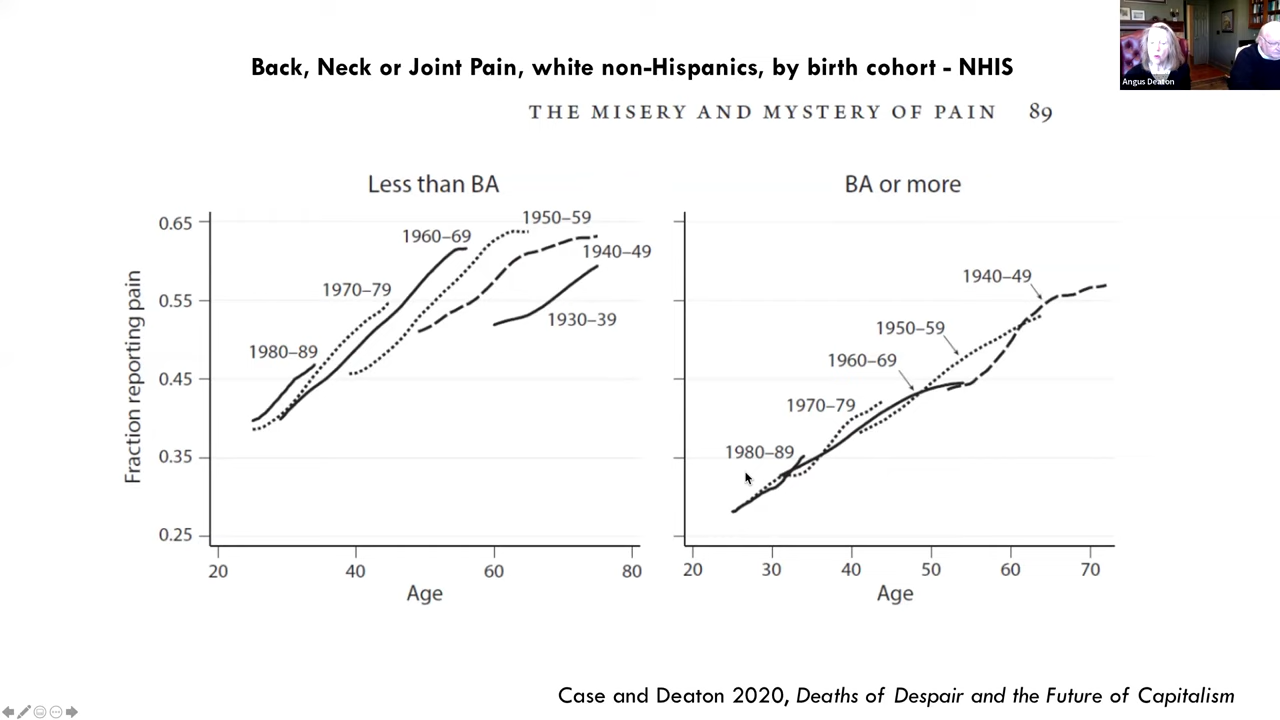 Angus Deaton
Back, Neck or Joint Pain, white non-Hispanics, by birth cohort - NHIS
THE MISERY AND MYSTERY OF PAIN 89
Less than BA
BA or more
Fraction reporting pain
0.65
0.55
0.45
0.35
0.25
1950–59
1960–69
1940–49
1970–79
1930–39
1980–89
20 40 60 80
Age
1940–49
1950–59
1960–69
1970–79
1980–89
20 30 40 50 60 70
Age
Case and Deaton 2020, Deaths of Despair and the Future of Capitalism